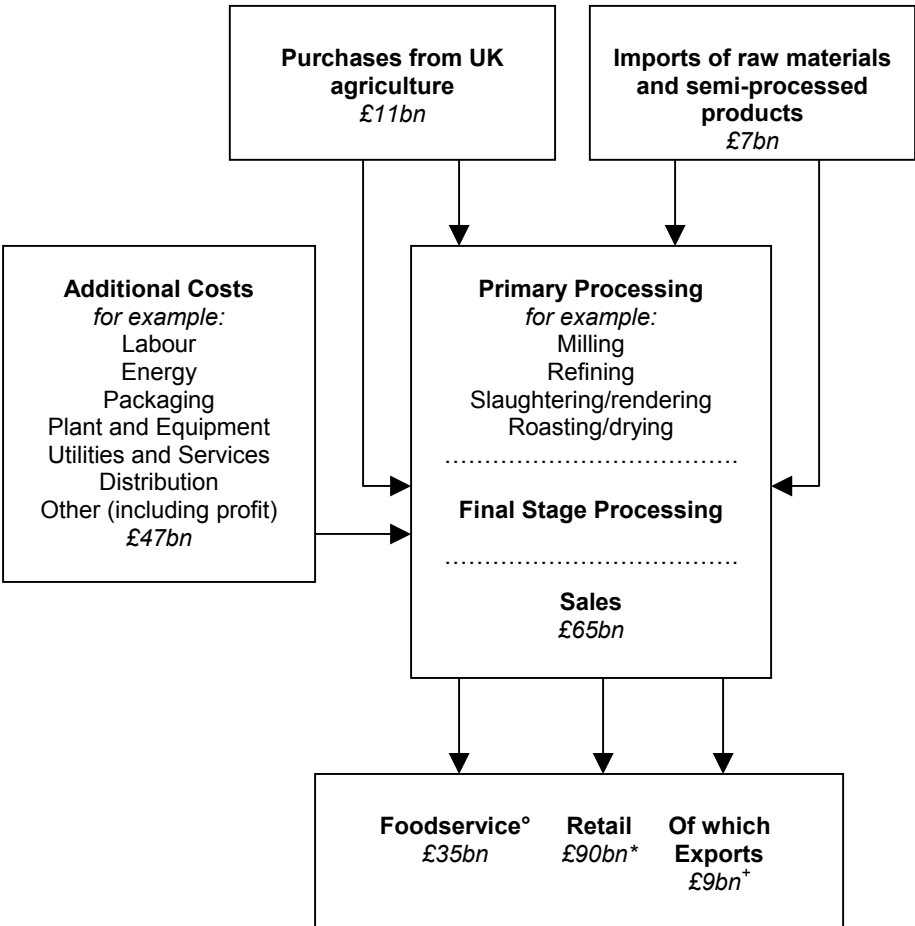 Purchases from UK
agriculture
£11bn
Imports of raw materials
and semi-processed
products
£7bn
Additional Costs
for example:
Labour
Energy
Packaging
Plant and Equipment
Utilities and Services
Distribution
Other (including profit)
£47bn
Primary Processing
for example:
Milling
Refining
Slaughtering/rendering
Roasting/drying
………………………………
Final Stage Processing
………………………………
Sales
£65bn
Foodservice°
£35bn
Retail
£90bn*
Of which
Exports
£9bn+